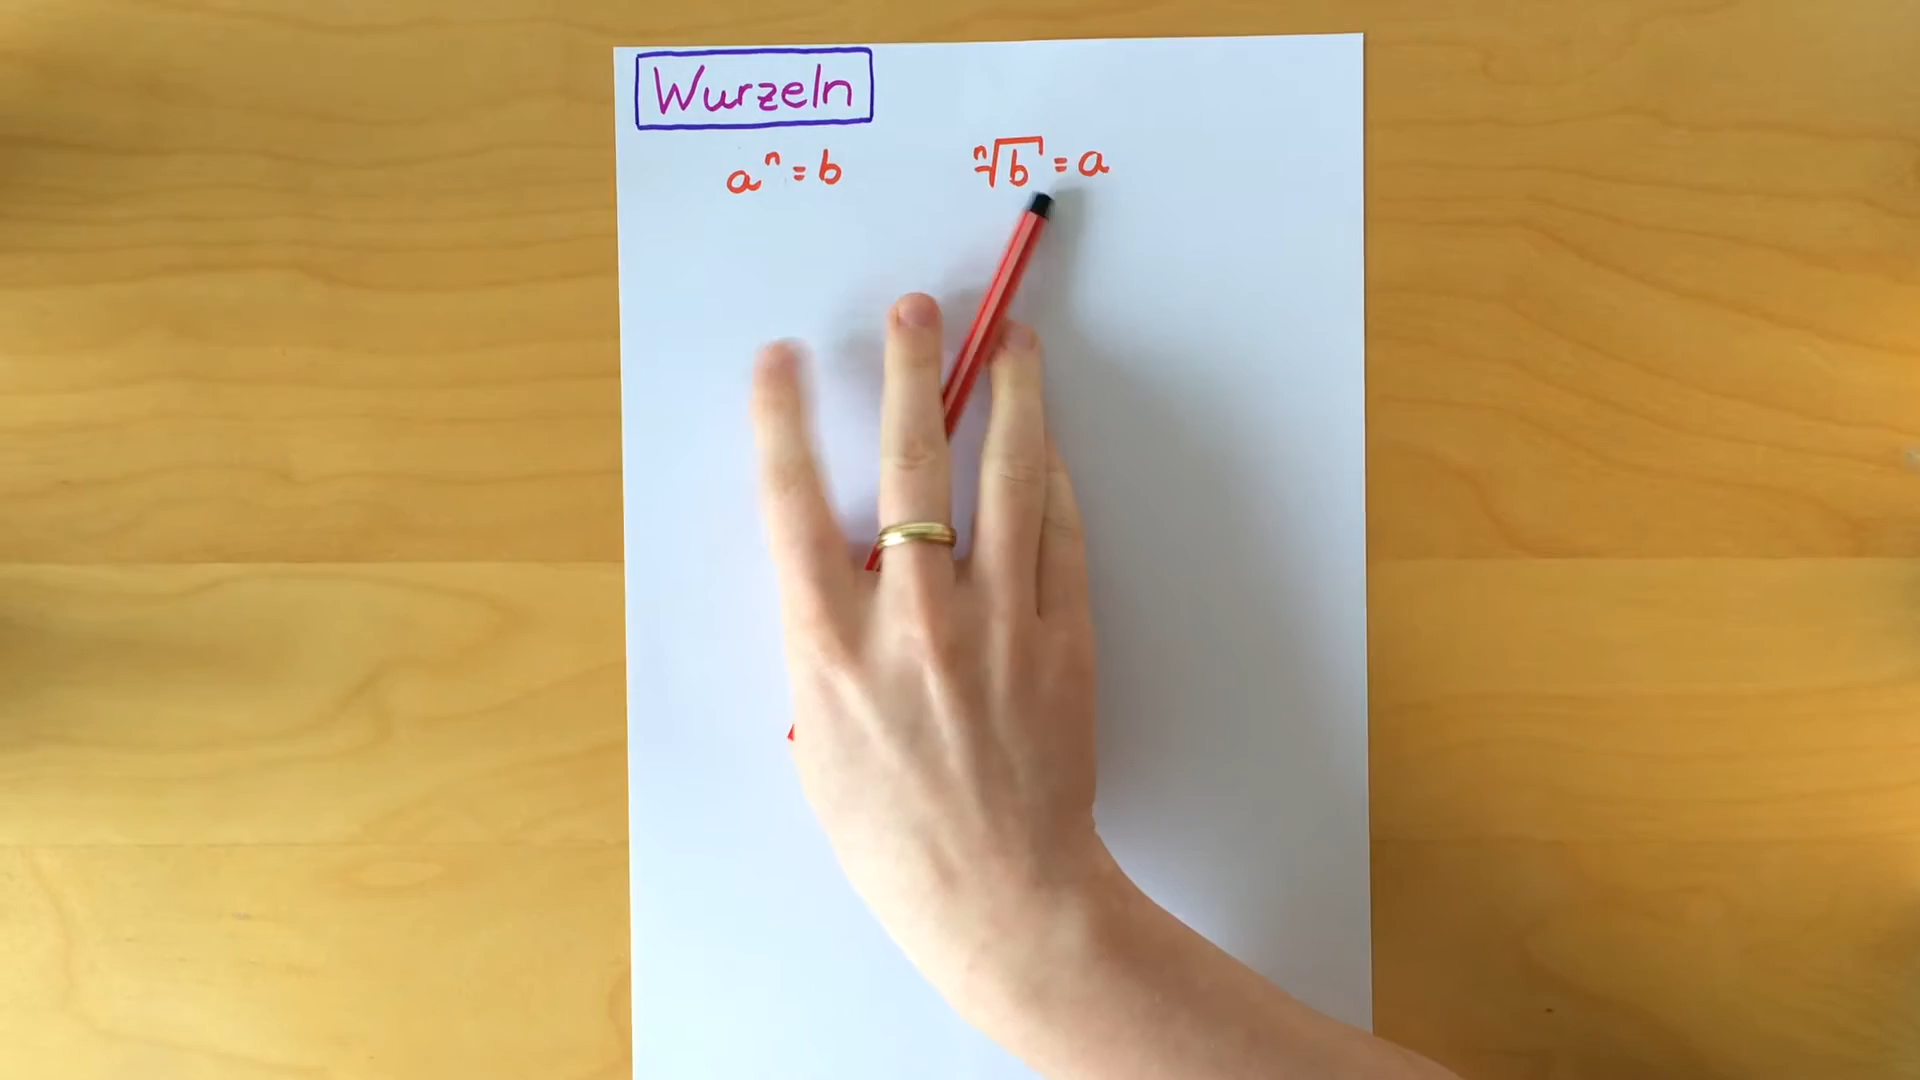 Wurzeln
aⁿ = b    ⁿ√b = a